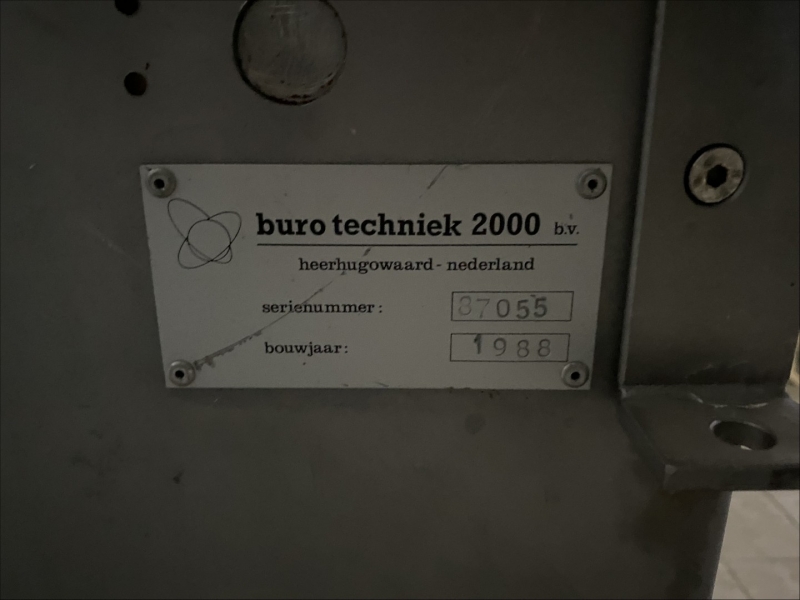 buro techniek 2000 b.v.
heerhugowaard - nederland
serienummer: 87055
bouwjaar: 1988